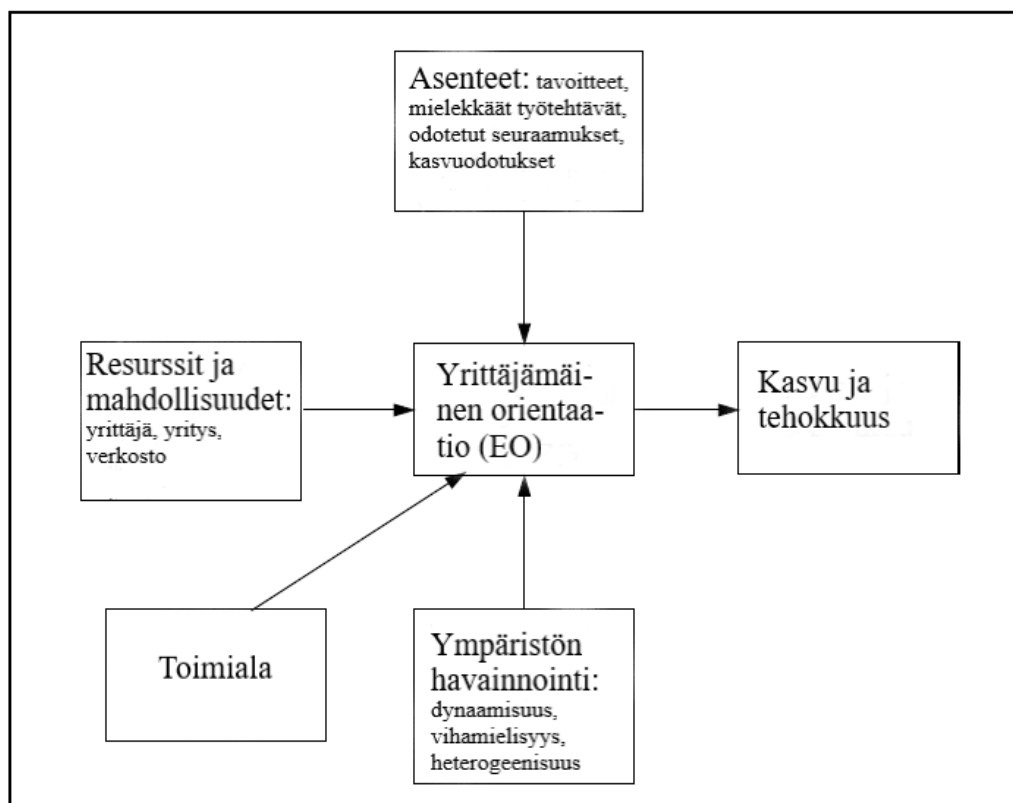 Asenteet: tavoitteet,
mielekkäät työtehtävät,
odotetut seuraamukset,
kasvuodotukset
Resurssit ja
mahdollisuudet:
yrittäjä, yritys,
verkosto
Yrittäjämäi-
nen orientaa-
tio (EO)
Kasvu ja
tehokkuus
Toimiala
Ympäristön
havainnointi:
dynaamisuus,
vihamielisyys,
heterogeenisuus